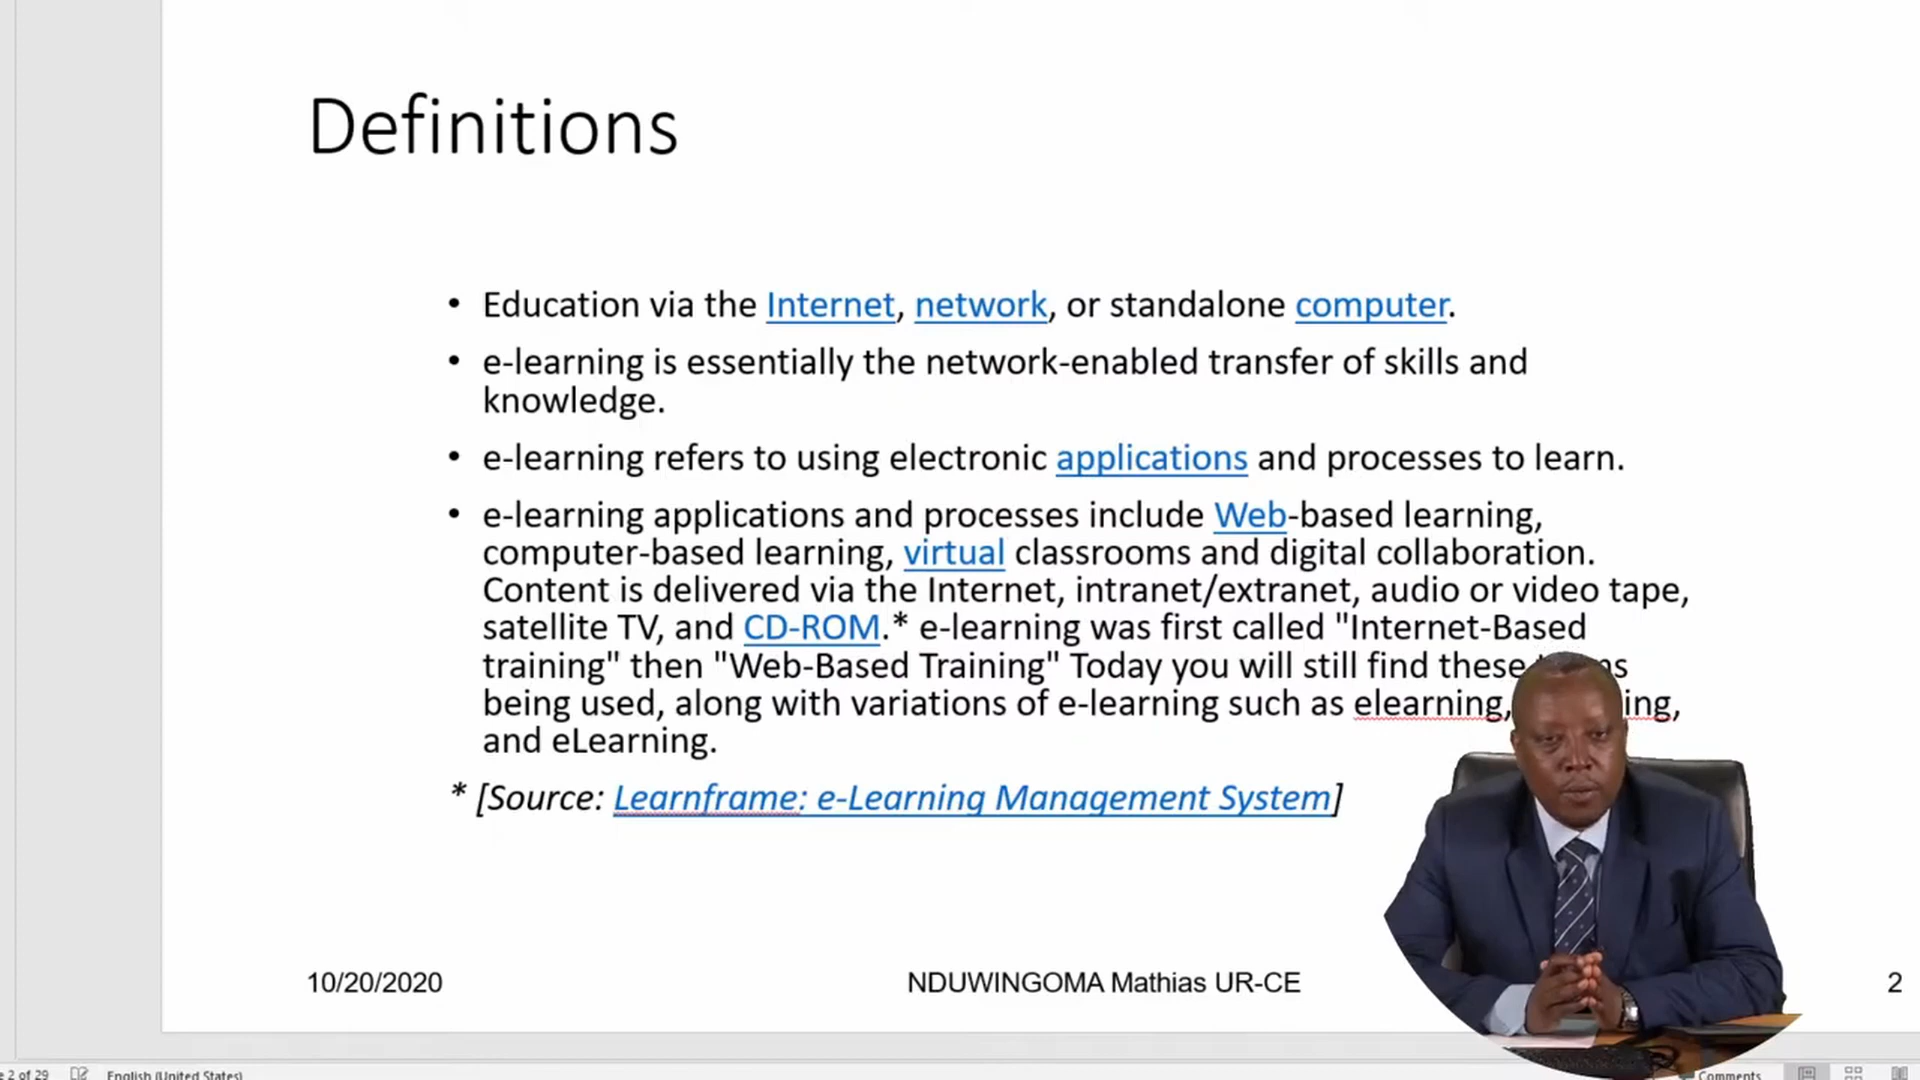 Definitions
• Education via the Internet, network, or standalone computer.
• e-learning is essentially the network-enabled transfer of skills and
knowledge.
• e-learning refers to using electronic applications and processes to learn.
• e-learning applications and processes include Web-based learning,
computer-based learning, virtual classrooms and digital collaboration.
Content is delivered via the Internet, intranet/extranet, audio or video tape,
satellite TV, and CD-ROM.* e-learning was first called "Internet-Based
training" then "Web-Based Training" Today you will still find these
being used, along with variations of e-learning such as elearning,
and eLearning.
* [Source: Learnframe: e-Learning Management System]
10/20/2020
NDUWINGOMA Mathias UR-CE
2
2 of 29
English (United States)
Comments